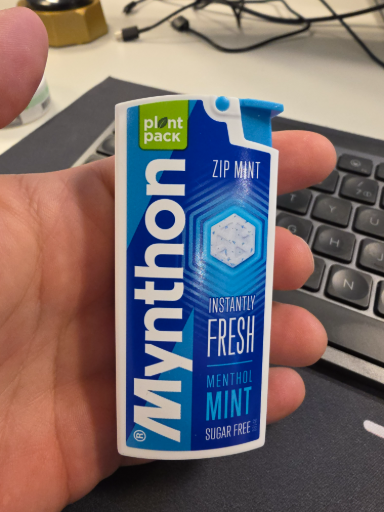 plant
pack
ZIP MINT
Mynthon®
INSTANTLY
FRESH
MENTHOL
MINT
SUGAR FREE
Y
U
H
J
N
M